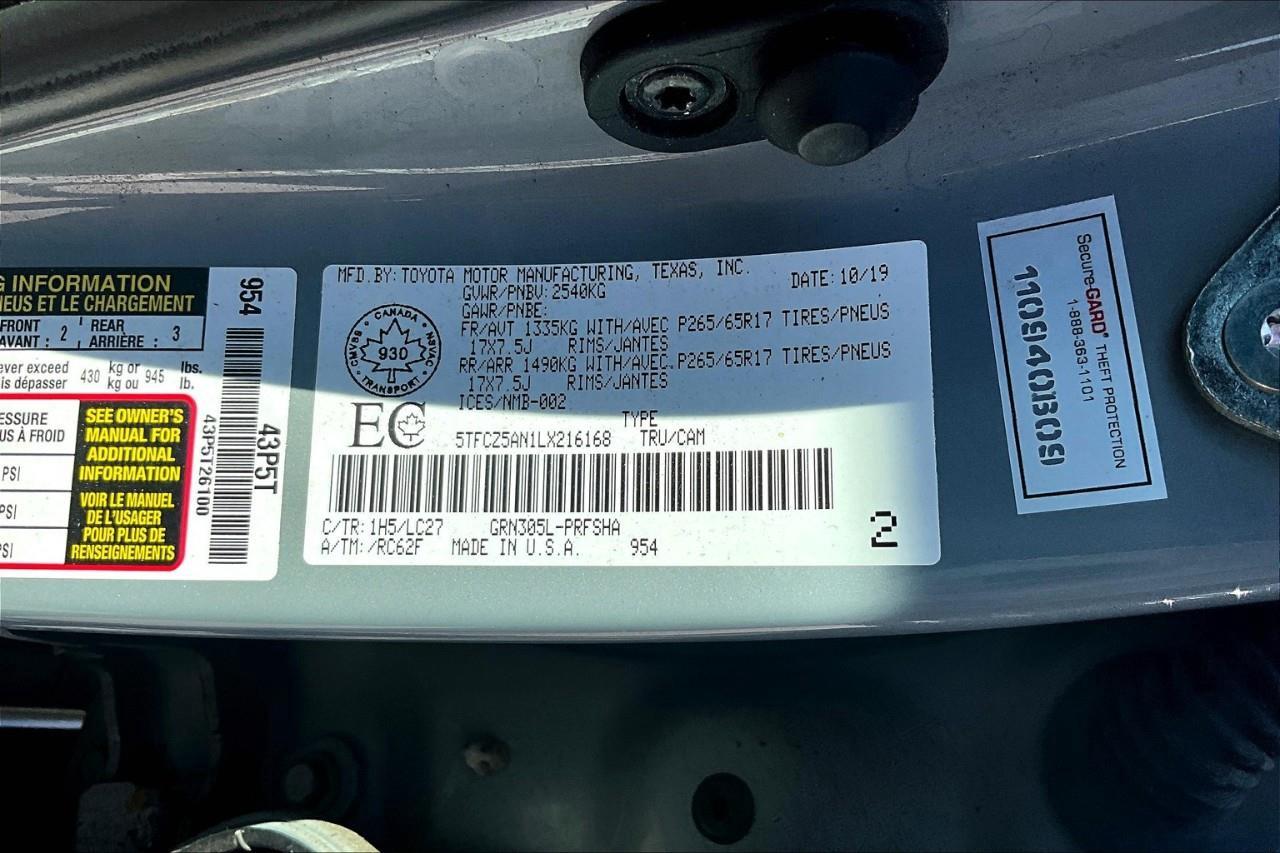 G INFORMATION
NEUS ET LE CHARGEMENT
FRONT AVANT : 2 REAR ARRIÈRE : 3
ever exceed
is dépasser 430 kg or kg ou 945 lbs. lb.
ESSURE
US À FROID
PSI
PSI
PSI
SEE OWNER'S
MANUAL FOR
ADDITIONAL
INFORMATION
VOIR LE MANUEL
DE L'USAGER
POUR PLUS DE
RENSEIGNEMENTS
954
43P5T26100
43P5T
MFD BY: TOYOTA MOTOR MANUFACTURING, TEXAS, INC. DATE: 10/19
GVWR/PNBV: 2540KG
GAWR/PNBE:
FR/AVT 1335KG WITH/AVEC P265/65R17 TIRES/PNEUS
17X7.5J RIMS/JANTES
RR/ARR 1490KG WITH/AVEC P265/65R17 TIRES/PNEUS
17X7.5J RIMS/JANTES
ICES/NMB-002
CANADA
CMVSS
NSVAC
930
TRANSPORT
EC
TYPE
5TFCZ5AN1LX216168 TRU/CAM
C/TR: 1H5/LC27 GRN305L-PRFSHA
A/TM: /RC62F MADE IN U.S.A. 954
2
Secure-GARD® THEFT PROTECTION
1-888-363-1101